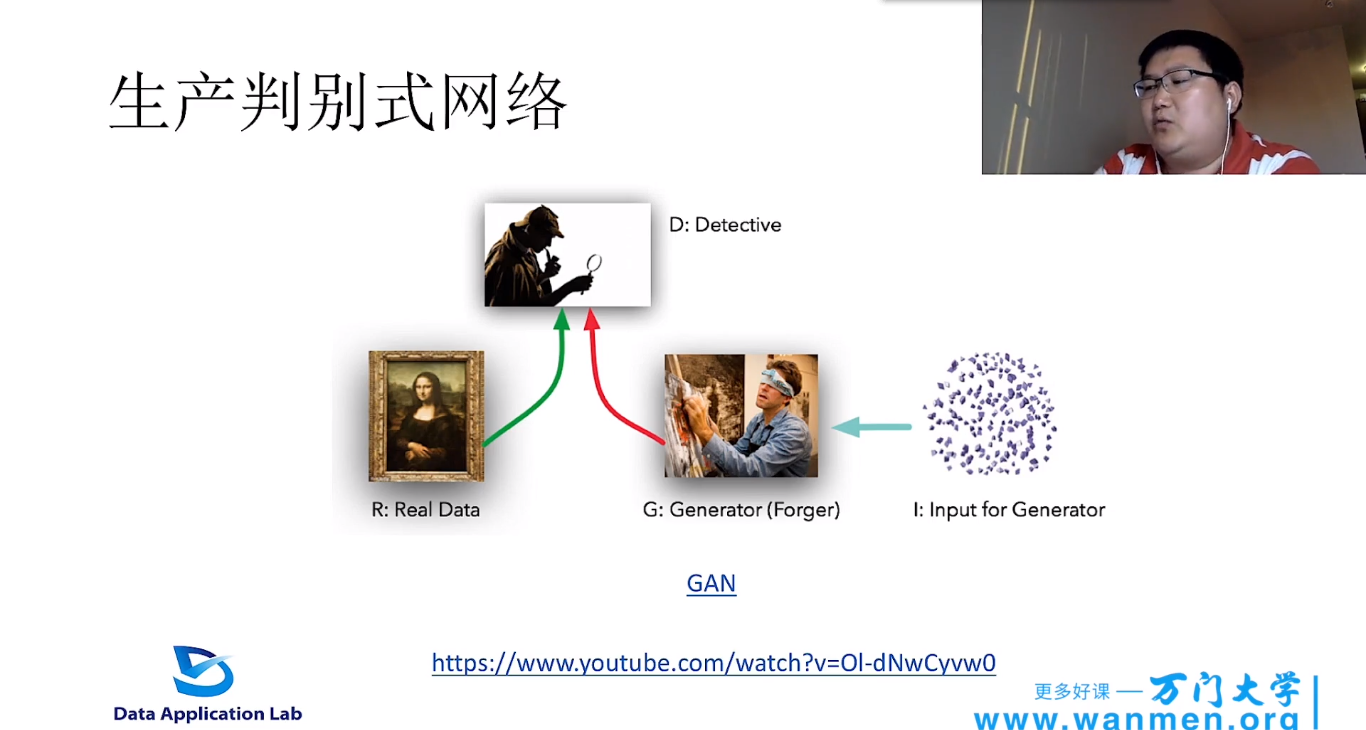 生产判别式网络
D: Detective
R: Real Data
G: Generator (Forger)
I: Input for Generator
GAN
https://www.youtube.com/watch?v=Ol-dNwCyvw0
Data Application Lab
更多好课 — 万门大学
www.wanmen.org